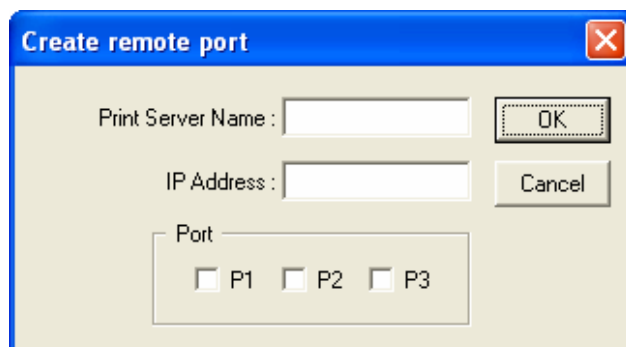 Create remote port
Print Server Name :
OK
IP Address :
Cancel
Port
P1 P2 P3